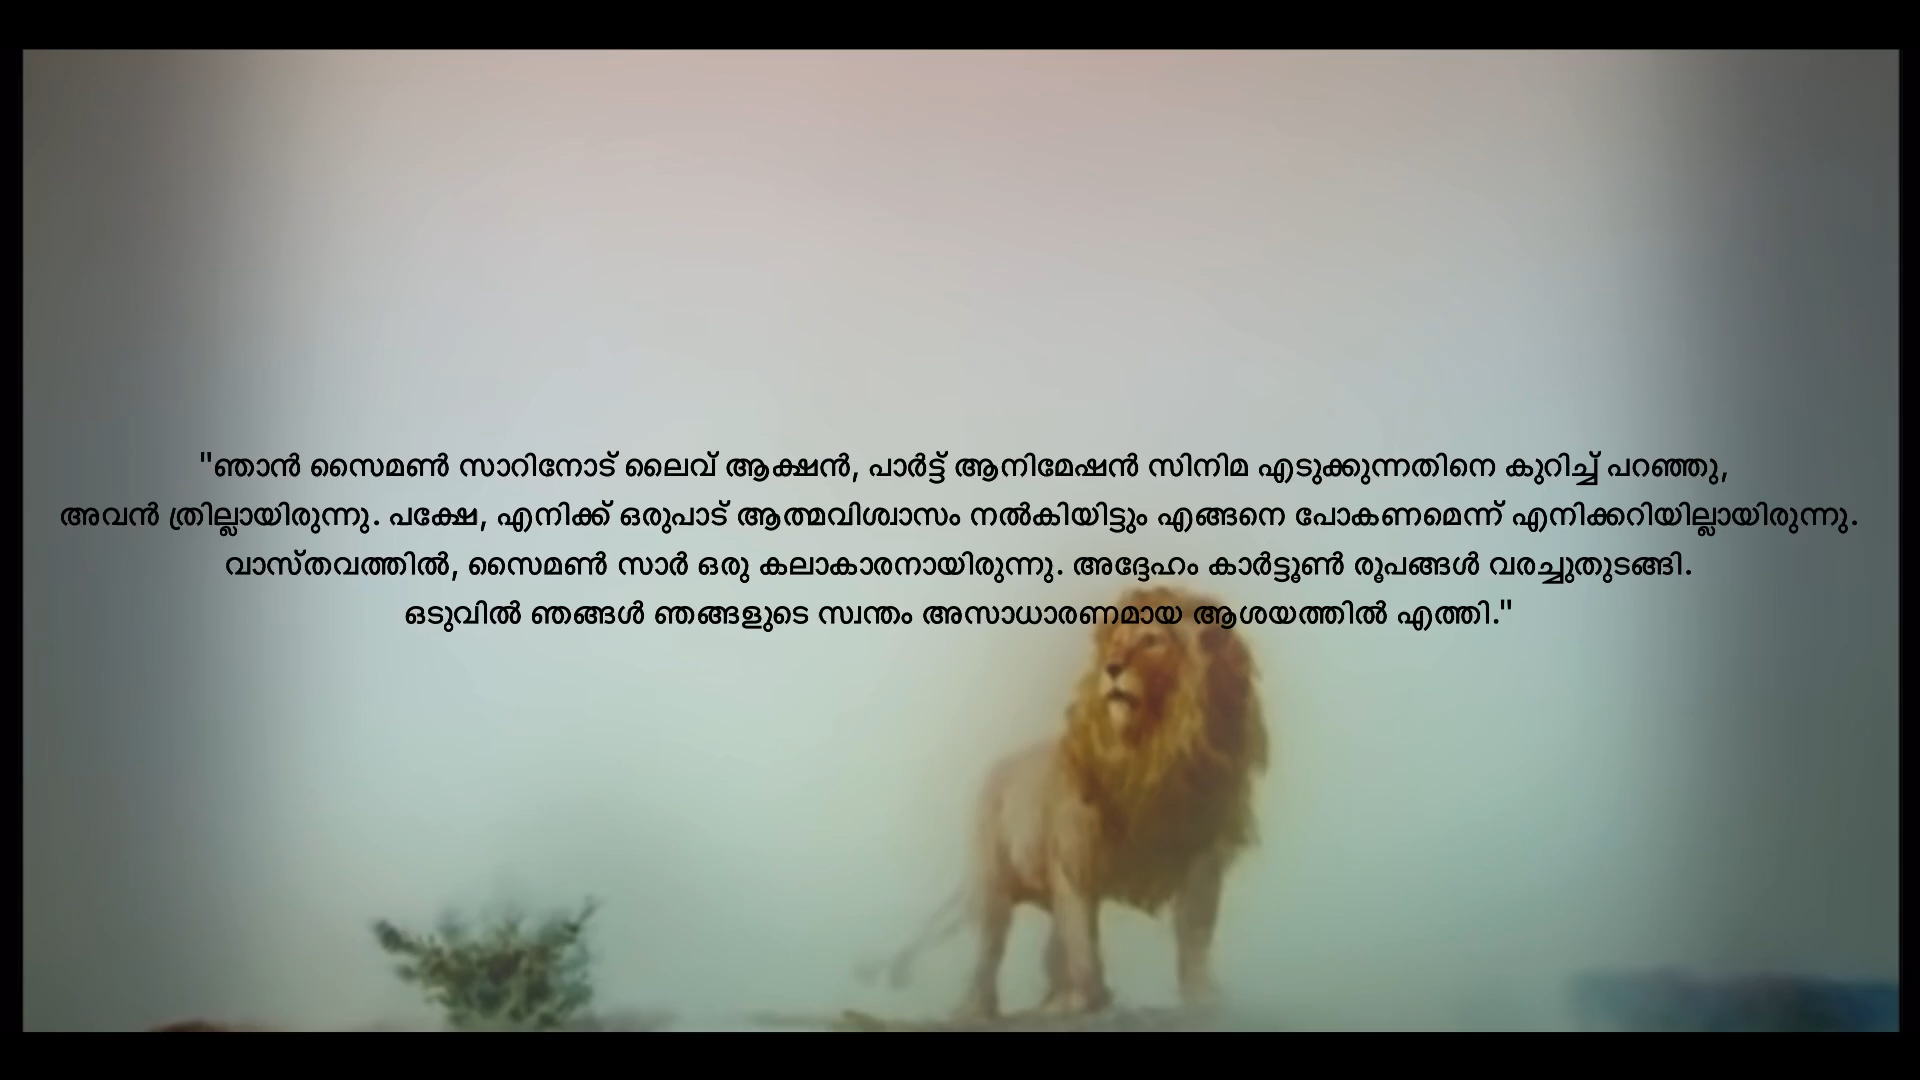 "ഞാൻ സൈമൺ സാറിനോട് ലൈവ് ആക്ഷൻ, പാർട്ട് ആനിമേഷൻ സിനിമ എടുക്കുന്നതിനെ കുറിച്ച് പറഞ്ഞു,
അവൻ ത്രില്ലായിരുന്നു. പക്ഷേ, എനിക്ക് ഒരുപാട് ആത്മവിശ്വാസം നൽകിയിട്ടും എങ്ങനെ പോകണമെന്ന് എനിക്കറിയില്ലായിരുന്നു.
വാസ്തവത്തിൽ, സൈമൺ സാർ ഒരു കലാകാരനായിരുന്നു. അദ്ദേഹം കാർട്ടൂൺ രൂപങ്ങൾ വരച്ചുതുടങ്ങി.
ഒടുവിൽ ഞങ്ങൾ ഞങ്ങളുടെ സ്വന്തം അസാധാരണമായ ആശയത്തിൽ എത്തി."